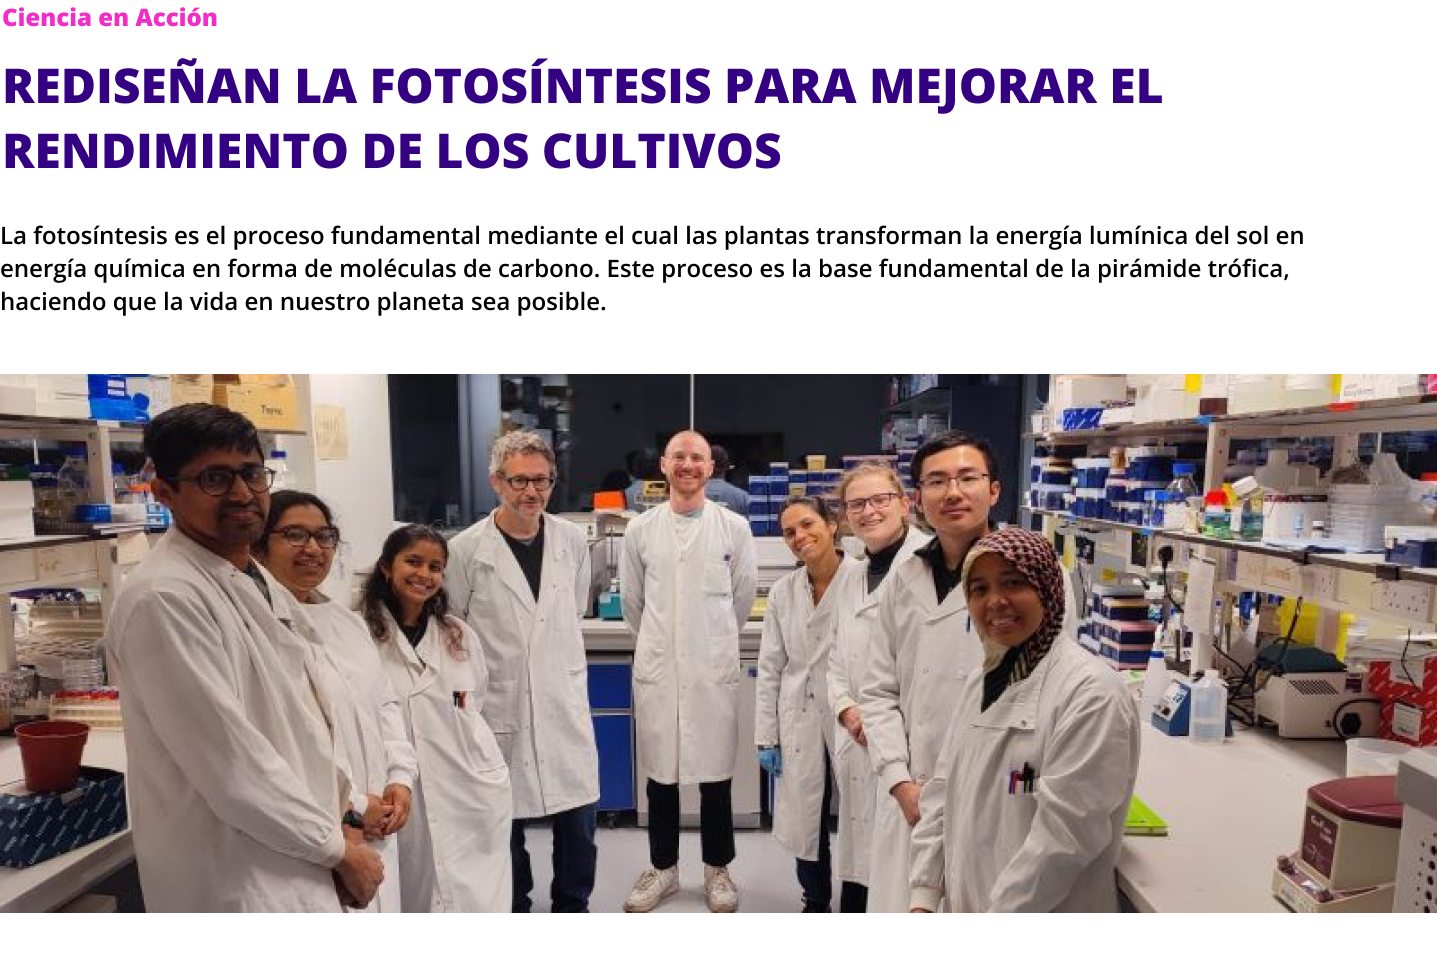 Ciencia en Acción
REDISEÑAN LA FOTOSÍNTESIS PARA MEJORAR EL
RENDIMIENTO DE LOS CULTIVOS
La fotosíntesis es el proceso fundamental mediante el cual las plantas transforman la energía lumínica del sol en
energía química en forma de moléculas de carbono. Este proceso es la base fundamental de la pirámide trófica,
haciendo que la vida en nuestro planeta sea posible.